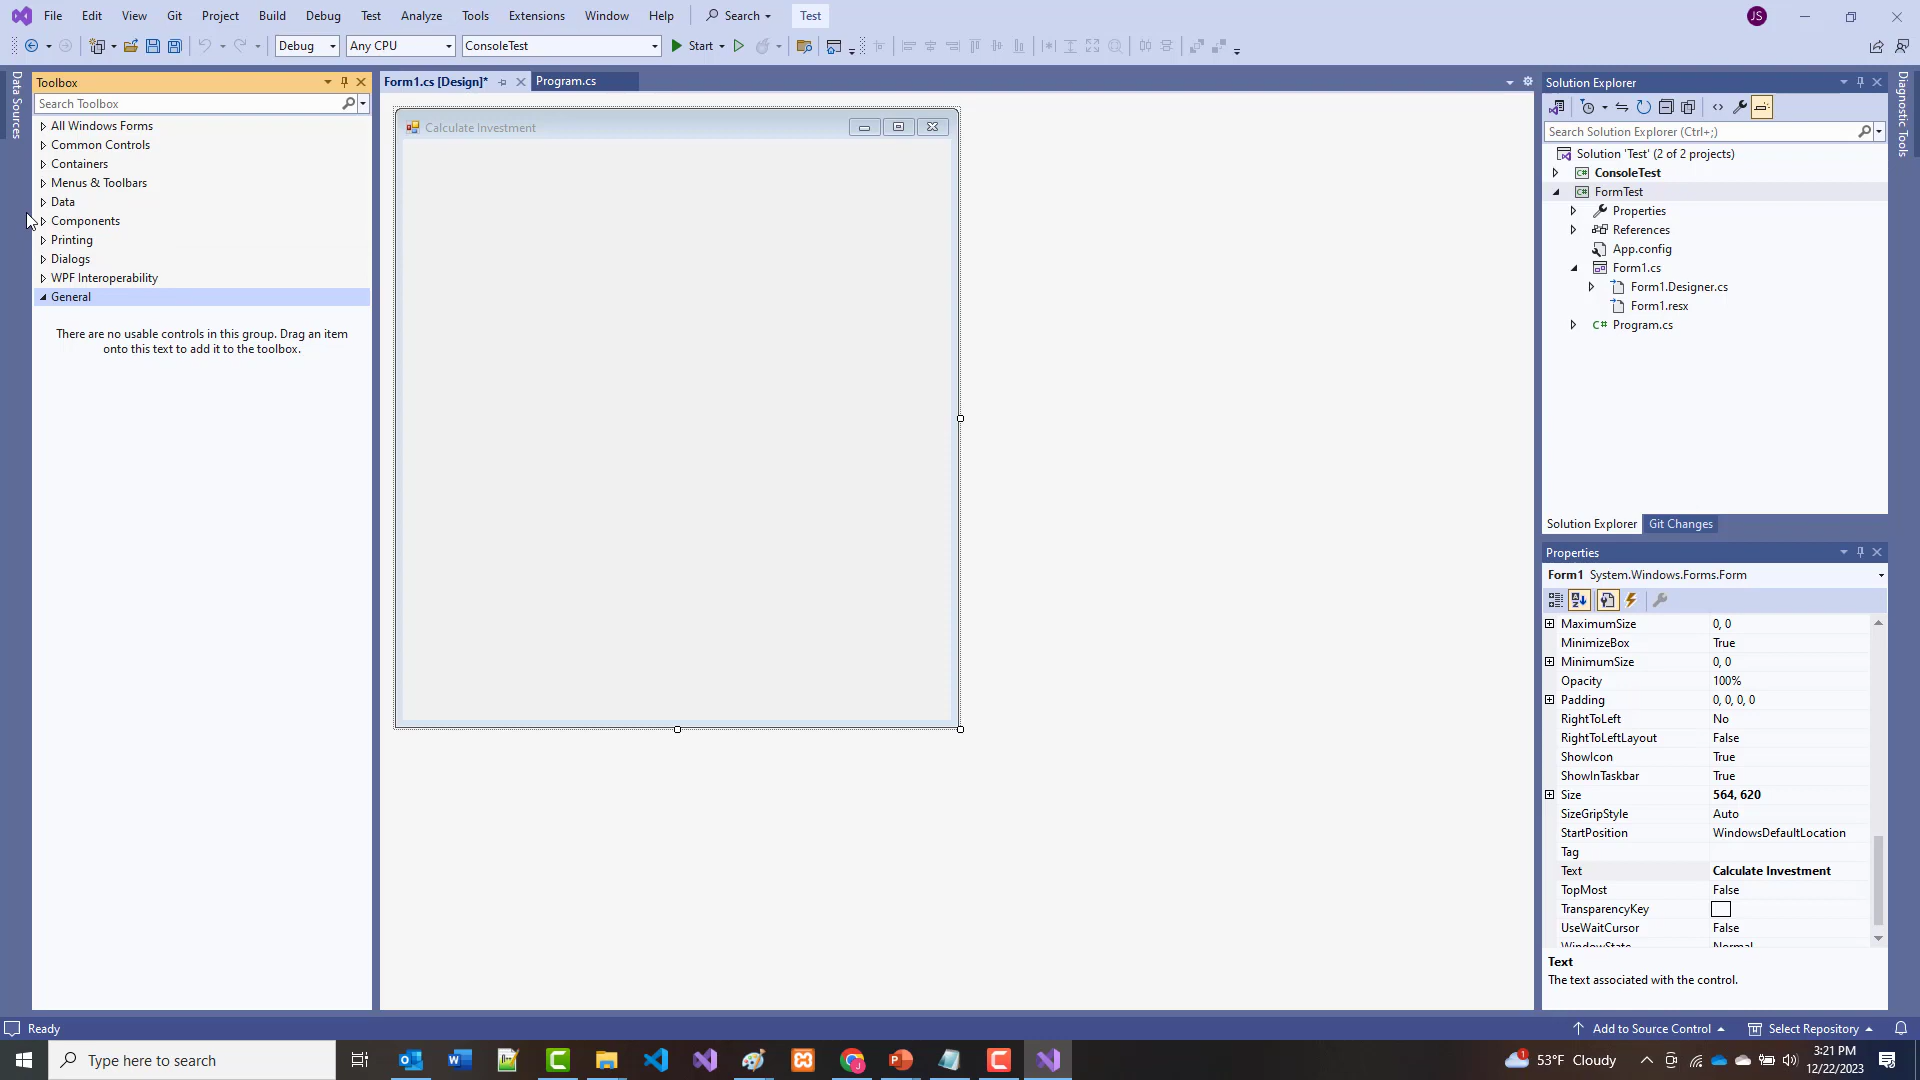 File Edit View Git Project Build Debug Test Analyze Tools Extensions Window Help Search Test JS
Debug Any CPU ConsoleTest Start
Data Sources
Toolbox
Search Toolbox
All Windows Forms
Common Controls
Containers
Menus & Toolbars
Data
Components
Printing
Dialogs
WPF Interoperability
General
There are no usable controls in this group. Drag an item
onto this text to add it to the toolbox.
Form1.cs [Design]* Program.cs
Calculate Investment
Solution Explorer
Search Solution Explorer (Ctrl+;)
Solution 'Test' (2 of 2 projects)
C# ConsoleTest
C# FormTest
Properties
References
App.config
Form1.cs
Form1.Designer.cs
Form1.resx
C# Program.cs
Solution Explorer Git Changes
Diagnostic Tools
Properties
Form1 System.Windows.Forms.Form
MaximumSize 0, 0
MinimizeBox True
MinimumSize 0, 0
Opacity 100%
Padding 0, 0, 0, 0
RightToLeft No
RightToLeftLayout False
ShowIcon True
ShowInTaskbar True
Size 564, 620
SizeGripStyle Auto
StartPosition WindowsDefaultLocation
Tag
Text Calculate Investment
TopMost False
TransparencyKey
UseWaitCursor False
WindowState Normal
Text
The text associated with the control.
Ready Add to Source Control Select Repository
Type here to search
53°F Cloudy
3:21 PM
12/22/2023